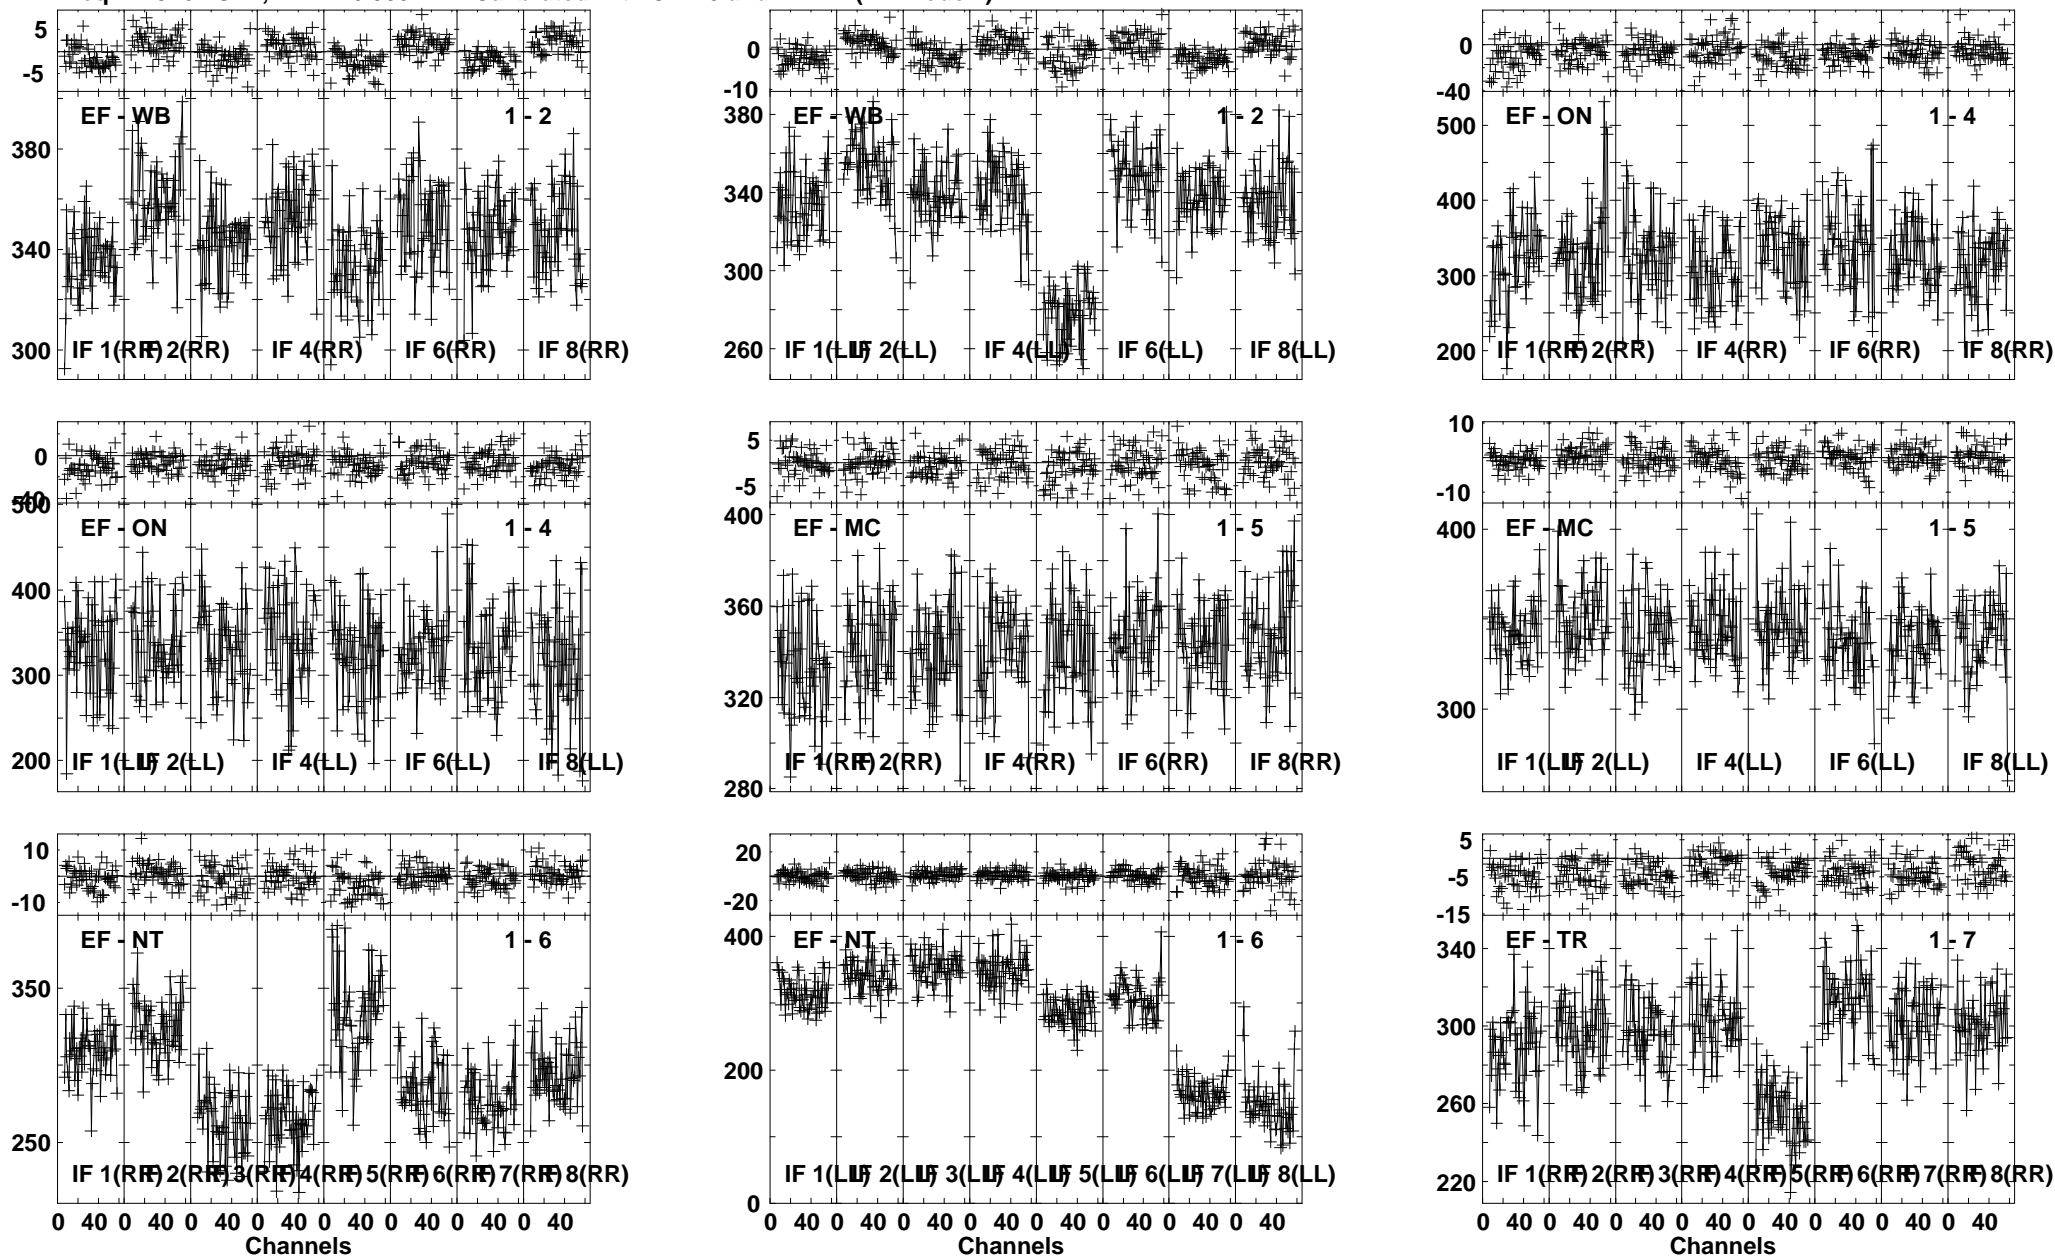 5
-5
EF - WB 1 - 2
380
340
300
IF 1(RR) IF 2(RR) IF 4(RR) IF 6(RR) IF 8(RR)
0
-10
EF - WB 1 - 2
380
340
300
260
IF 1(LL) IF 2(LL) IF 4(LL) IF 6(LL) IF 8(LL)
0
-40
EF - ON 1 - 4
500
400
300
200
IF 1(RR) IF 2(RR) IF 4(RR) IF 6(RR) IF 8(RR)
0
-40
500
EF - ON 1 - 4
400
300
200
IF 1(LL) IF 2(LL) IF 4(LL) IF 6(LL) IF 8(LL)
5
-5
400
EF - MC 1 - 5
360
320
280
IF 1(RR) IF 2(RR) IF 4(RR) IF 6(RR) IF 8(RR)
10
-10
400
EF - MC 1 - 5
300
IF 1(LL) IF 2(LL) IF 4(LL) IF 6(LL) IF 8(LL)
10
-10
EF - NT 1 - 6
350
250
IF 1(RR) IF 2(RR) IF 3(RR) IF 4(RR) IF 5(RR) IF 6(RR) IF 7(RR) IF 8(RR)
0 40 0 40 0 40 0 40 0 40 0 40 0 40 0 40
Channels
20
-20
400
EF - NT 1 - 6
200
0
IF 1(LL) IF 2(LL) IF 3(LL) IF 4(LL) IF 5(LL) IF 6(LL) IF 7(LL) IF 8(LL)
0 40 0 40 0 40 0 40 0 40 0 40 0 40 0 40
Channels
5
-5
-15
EF - TR 1 - 7
340
300
260
220
IF 1(RR) IF 2(RR) IF 3(RR) IF 4(RR) IF 5(RR) IF 6(RR) IF 7(RR) IF 8(RR)
0 40 0 40 0 40 0 40 0 40 0 40 0 40 0 40
Channels